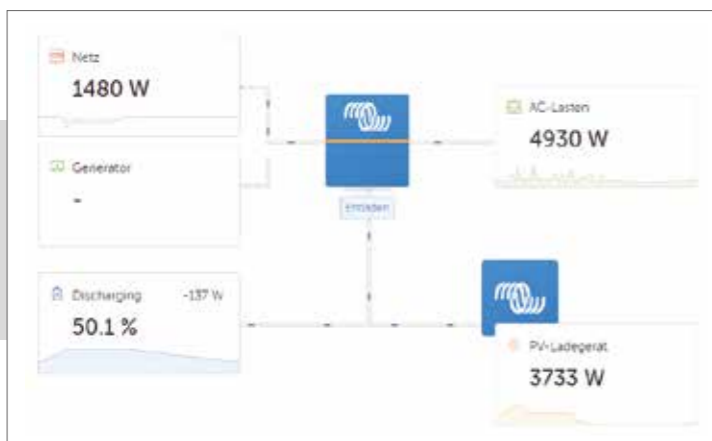 Netz
1480 W
Generator
-
Discharging -137 W
50.1 %
Entladen
AC-Lasten
4930 W
PV-Ladegerät
3733 W